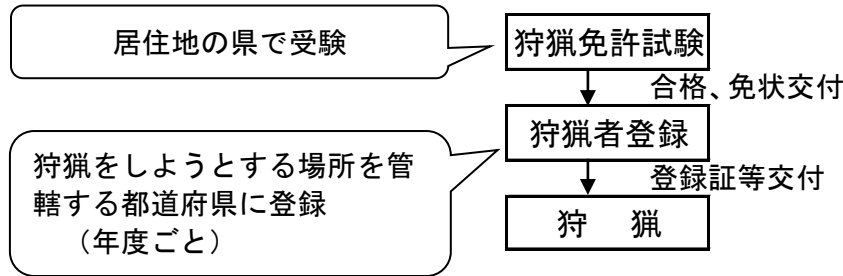 居住地の県で受験
狩猟免許試験
合格、免状交付
狩猟者登録
狩猟をしようとする場所を管
轄する都道府県に登録
（年度ごと）
登録証等交付
狩　猟